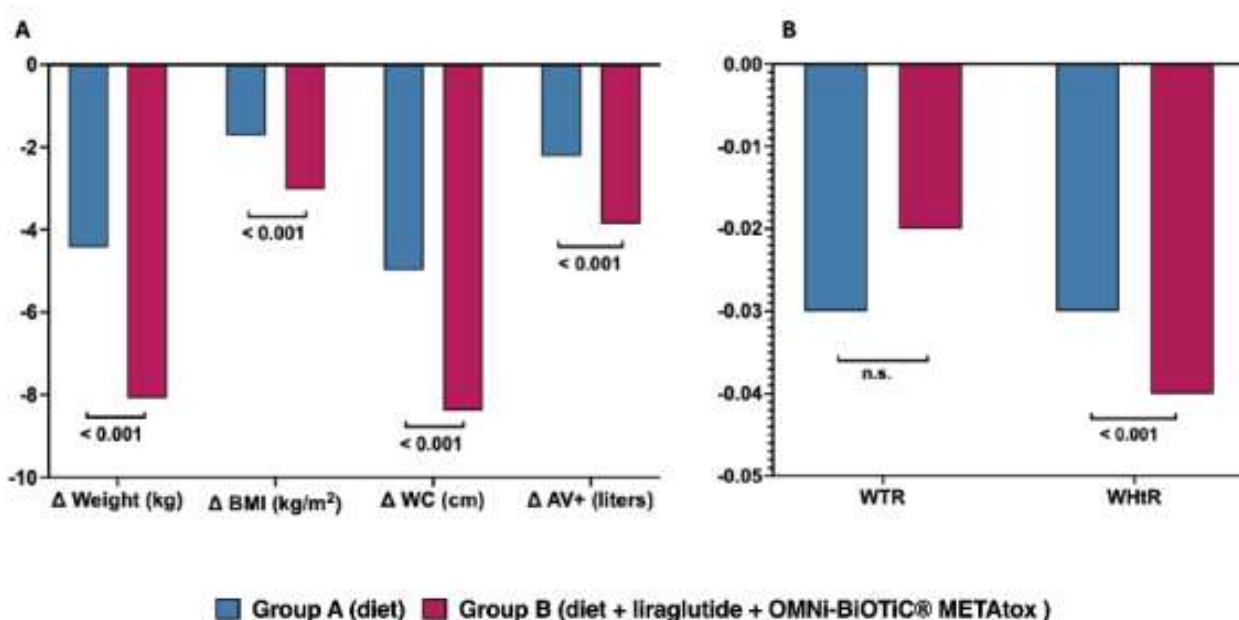 A
B
0
-2
-4
-6
-8
-10
< 0.001
< 0.001
< 0.001
< 0.001
Δ Weight (kg)
Δ BMI (kg/m²)
Δ WC (cm)
Δ AV+ (liters)
0.00
-0.01
-0.02
-0.03
-0.04
-0.05
n.s.
< 0.001
WTR
WHtR
Group A (diet) Group B (diet + liraglutide + OMNi-BiOTiC® METAtox )